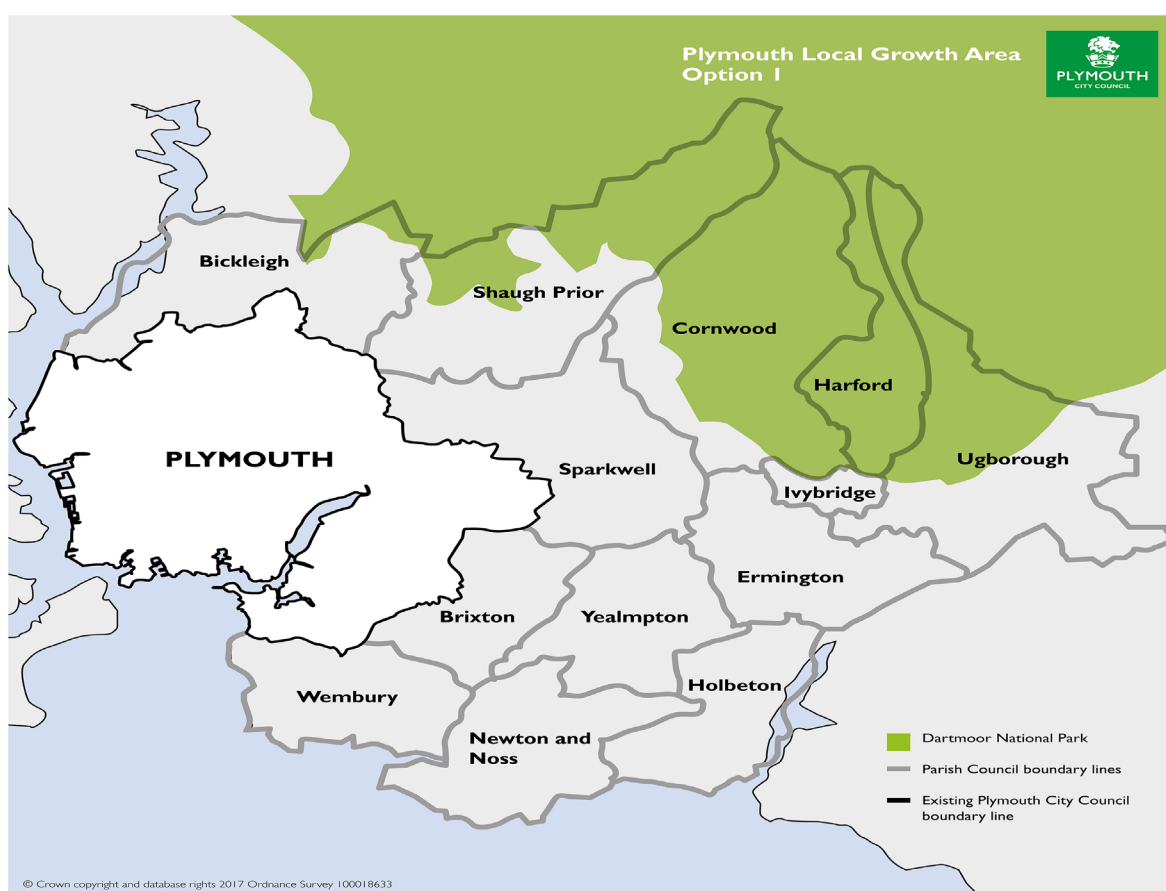 Plymouth Local Growth Area
Option 1
PLYMOUTH
CITY COUNCIL
Bickleigh
Shaugh Prior
Cornwood
Harford
PLYMOUTH
Sparkwell
Ugborough
Ivybridge
Ermington
Brixton
Yealmpton
Wembury
Holbeton
Newton and
Noss
Dartmoor National Park
Parish Council boundary lines
Existing Plymouth City Council
boundary line
© Crown copyright and database rights 2017 Ordnance Survey 100018633